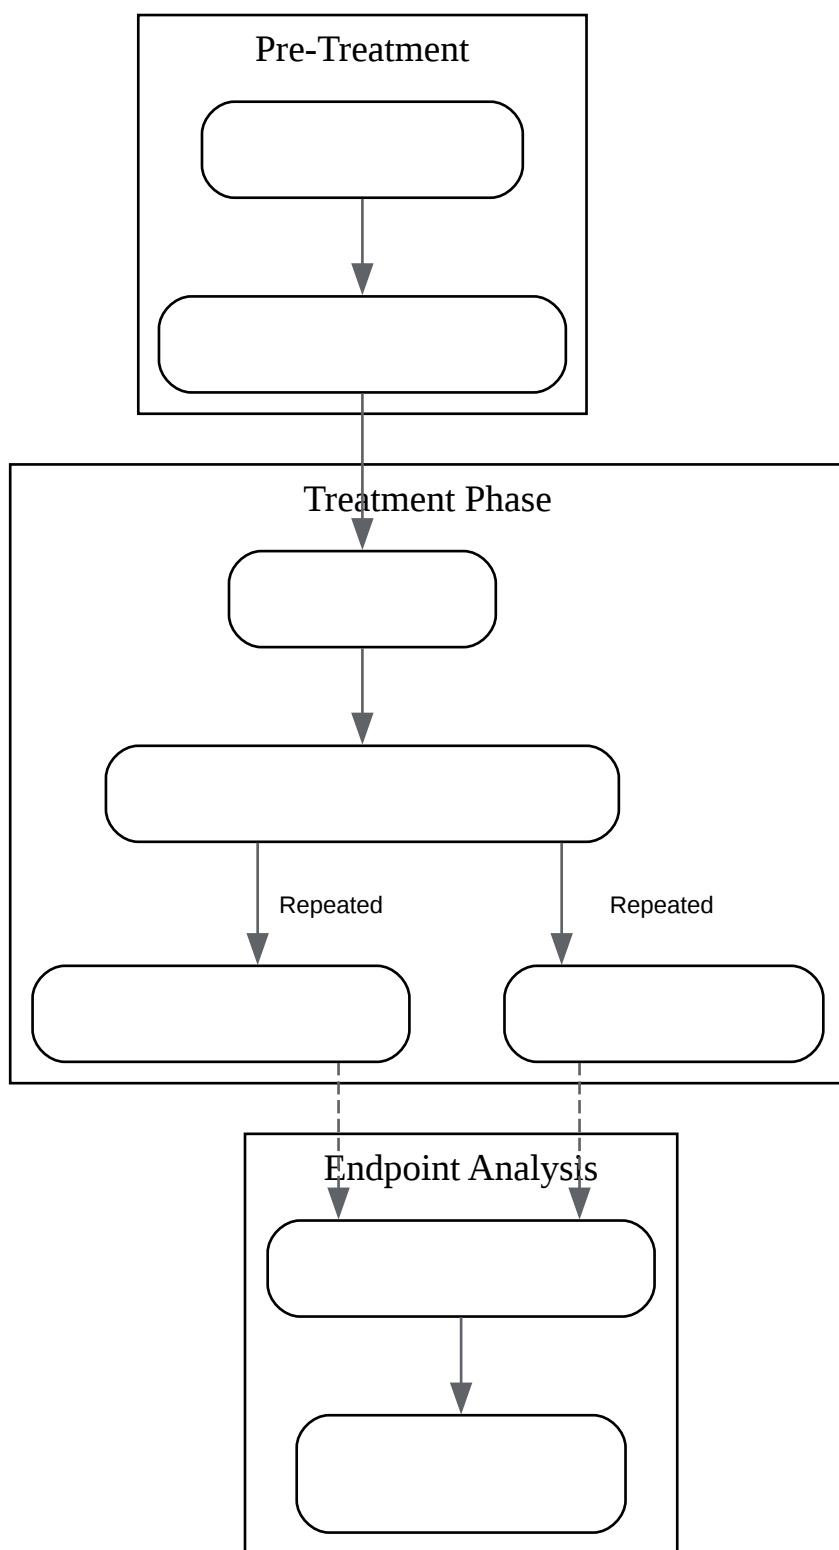 Pre-Treatment
Treatment Phase
Repeated
Repeated
Endpoint Analysis